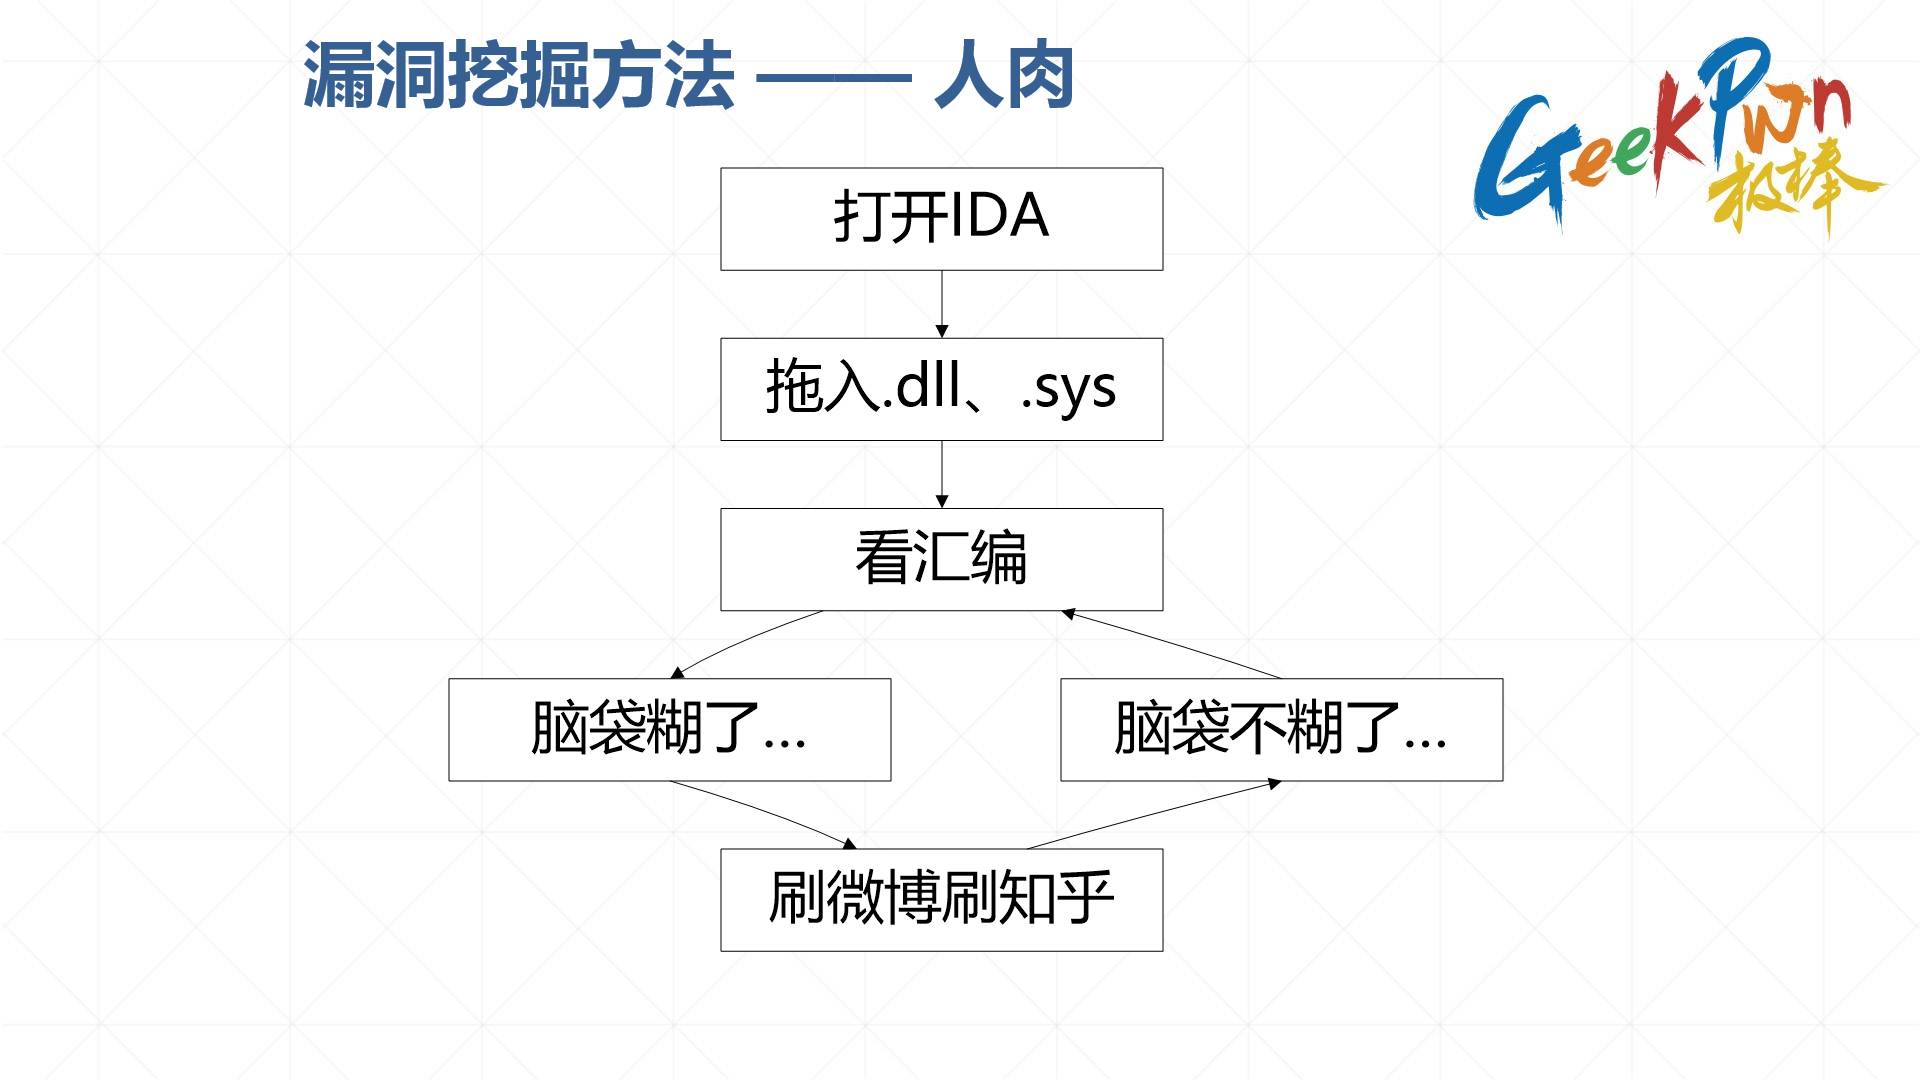 漏洞挖掘方法 —— 人肉
GeekPwn
极棒
打开IDA
拖入.dll、.sys
看汇编
脑袋糊了…
脑袋不糊了…
刷微博刷知乎